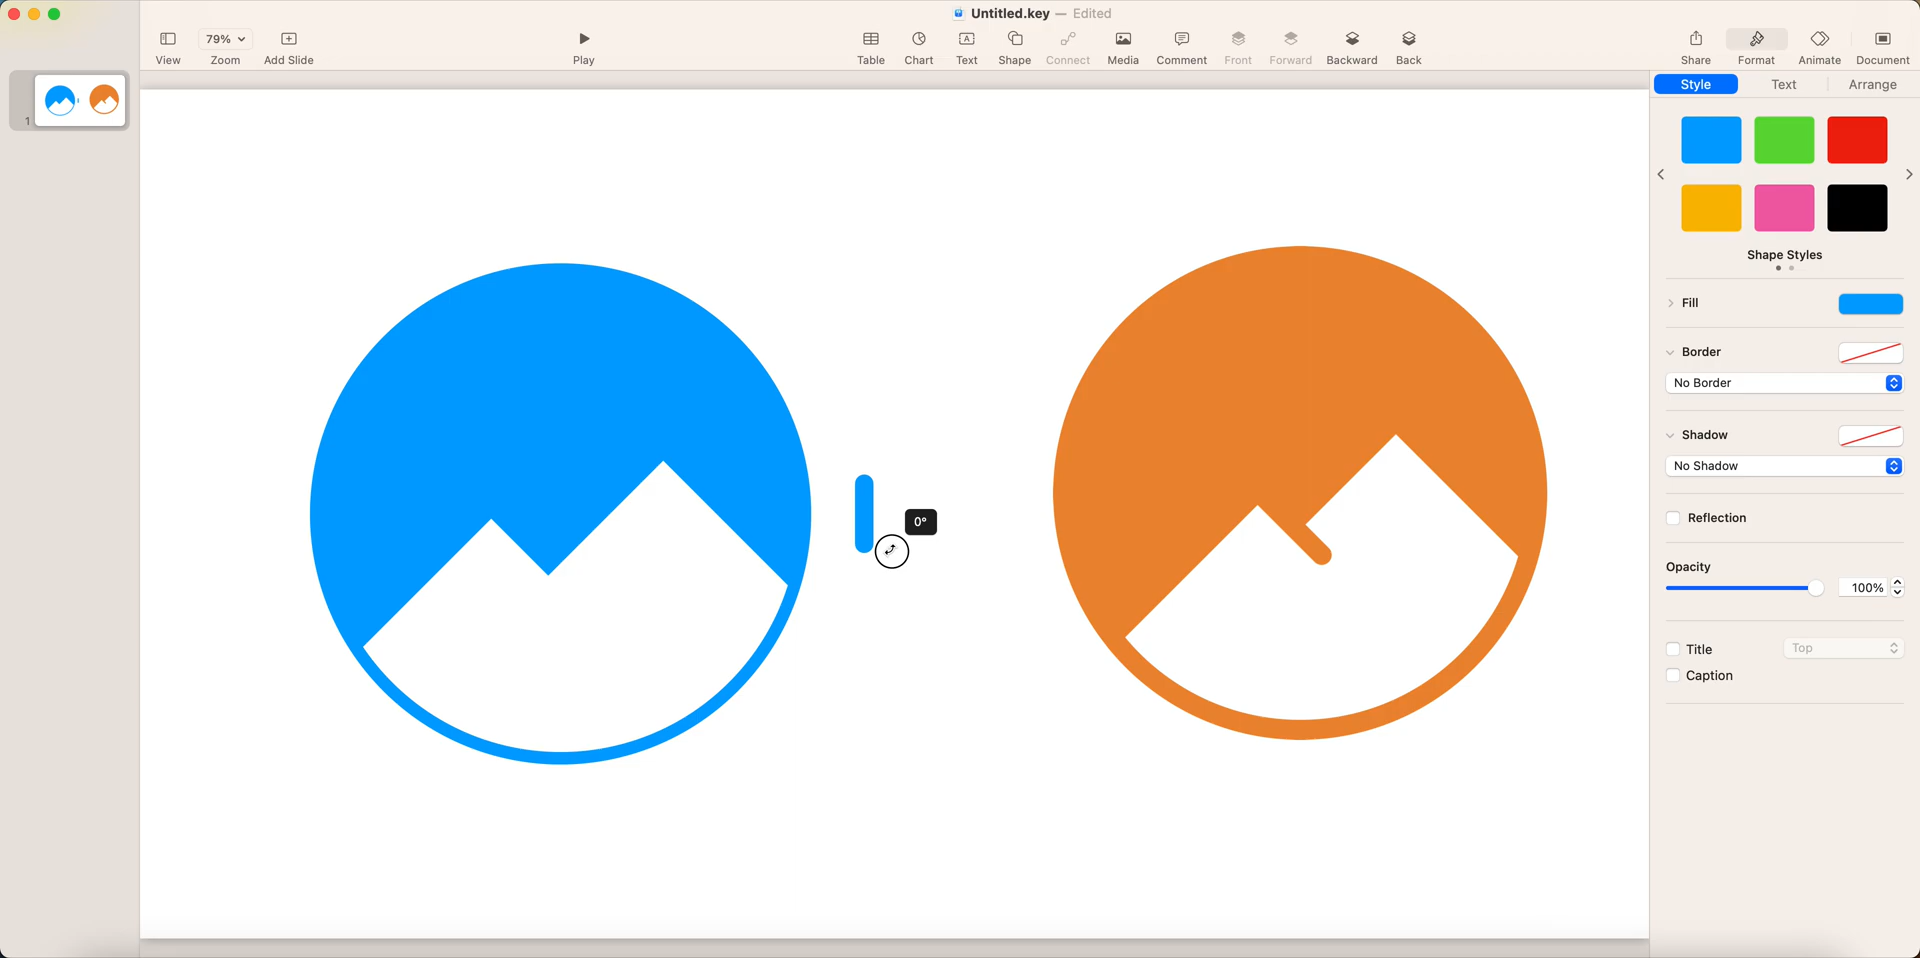 Untitled.key — Edited
View
79%
Zoom
Add Slide
Play
Table
Chart
Text
Shape
Connect
Media
Comment
Front
Forward
Backward
Back
Share
Format
Animate
Document
1
Style
Text
Arrange
Shape Styles
Fill
Border
No Border
Shadow
No Shadow
Reflection
Opacity
100%
Title
Top
Caption
0°